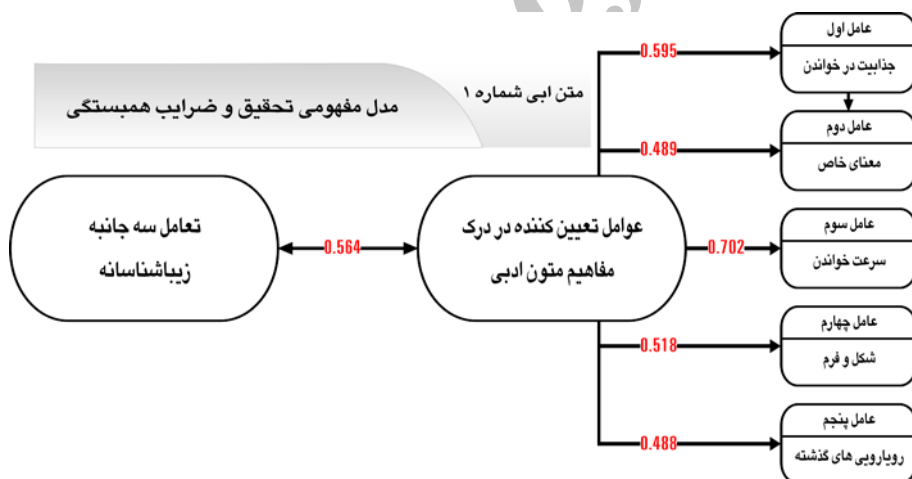 عامل اول
جذابیت در خواندن
0.595
متن ابی شماره ۱
مدل مفهومی تحقیق و ضرایب همبستگی
عامل دوم
معنای خاص
0.489
عوامل تعیین کننده در درک
مفاهیم متون ادبی
تعامل سه جانبه
زیباشناسانه
0.564
0.702
عامل سوم
سرعت خواندن
عامل چهارم
شکل و فرم
0.518
عامل پنجم
رویارویی های گذشته
0.488